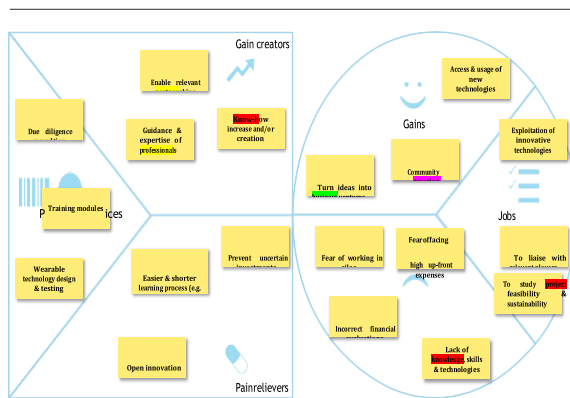 Gain creators
Enable relevant
Access & usage of
new
technologies
Due diligence
Guidance &
expertise of
professionals
Know-how
increase and/or
creation
Gains
Exploitation of
innovative
technologies
Turn ideas into
Community
Training modules
P ices
Jobs
Wearable
technology design
& testing
Easier & shorter
learning process (e.g.
Prevent uncertain
Fear of working in
Fear of facing
high up-front
expenses
To liaise with
To study project
feasibility &
sustainability
Incorrect financial
Open innovation
Lack of
knowledge, skills
& technologies
Painrelievers